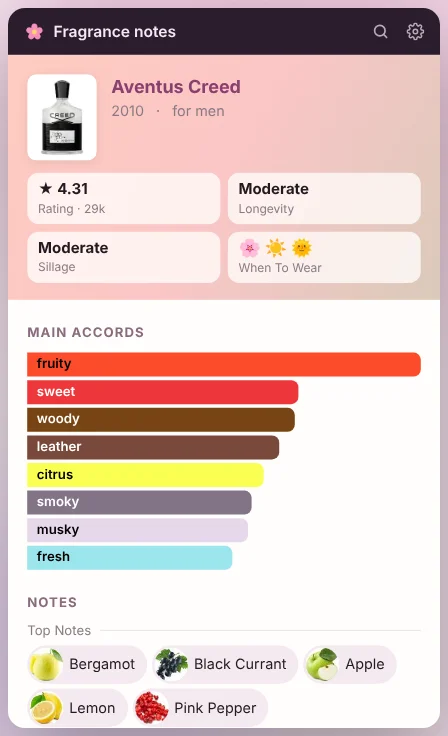 Fragrance notes
Aventus Creed
2010 · for men
CREED
★ 4.31
Rating · 29k
Moderate
Longevity
Moderate
Sillage
When To Wear
MAIN ACCORDS
fruity
sweet
woody
leather
citrus
smoky
musky
fresh
NOTES
Top Notes
Bergamot
Black Currant
Apple
Lemon
Pink Pepper